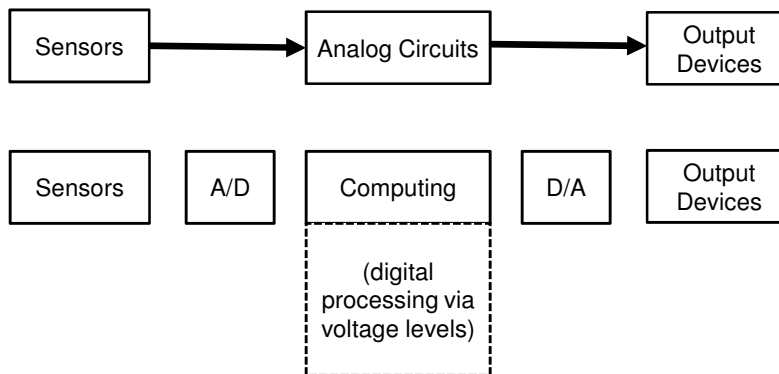 Sensors
Analog Circuits
Output
Devices
Sensors
A/D
Computing
D/A
Output
Devices
(digital
processing via
voltage levels)